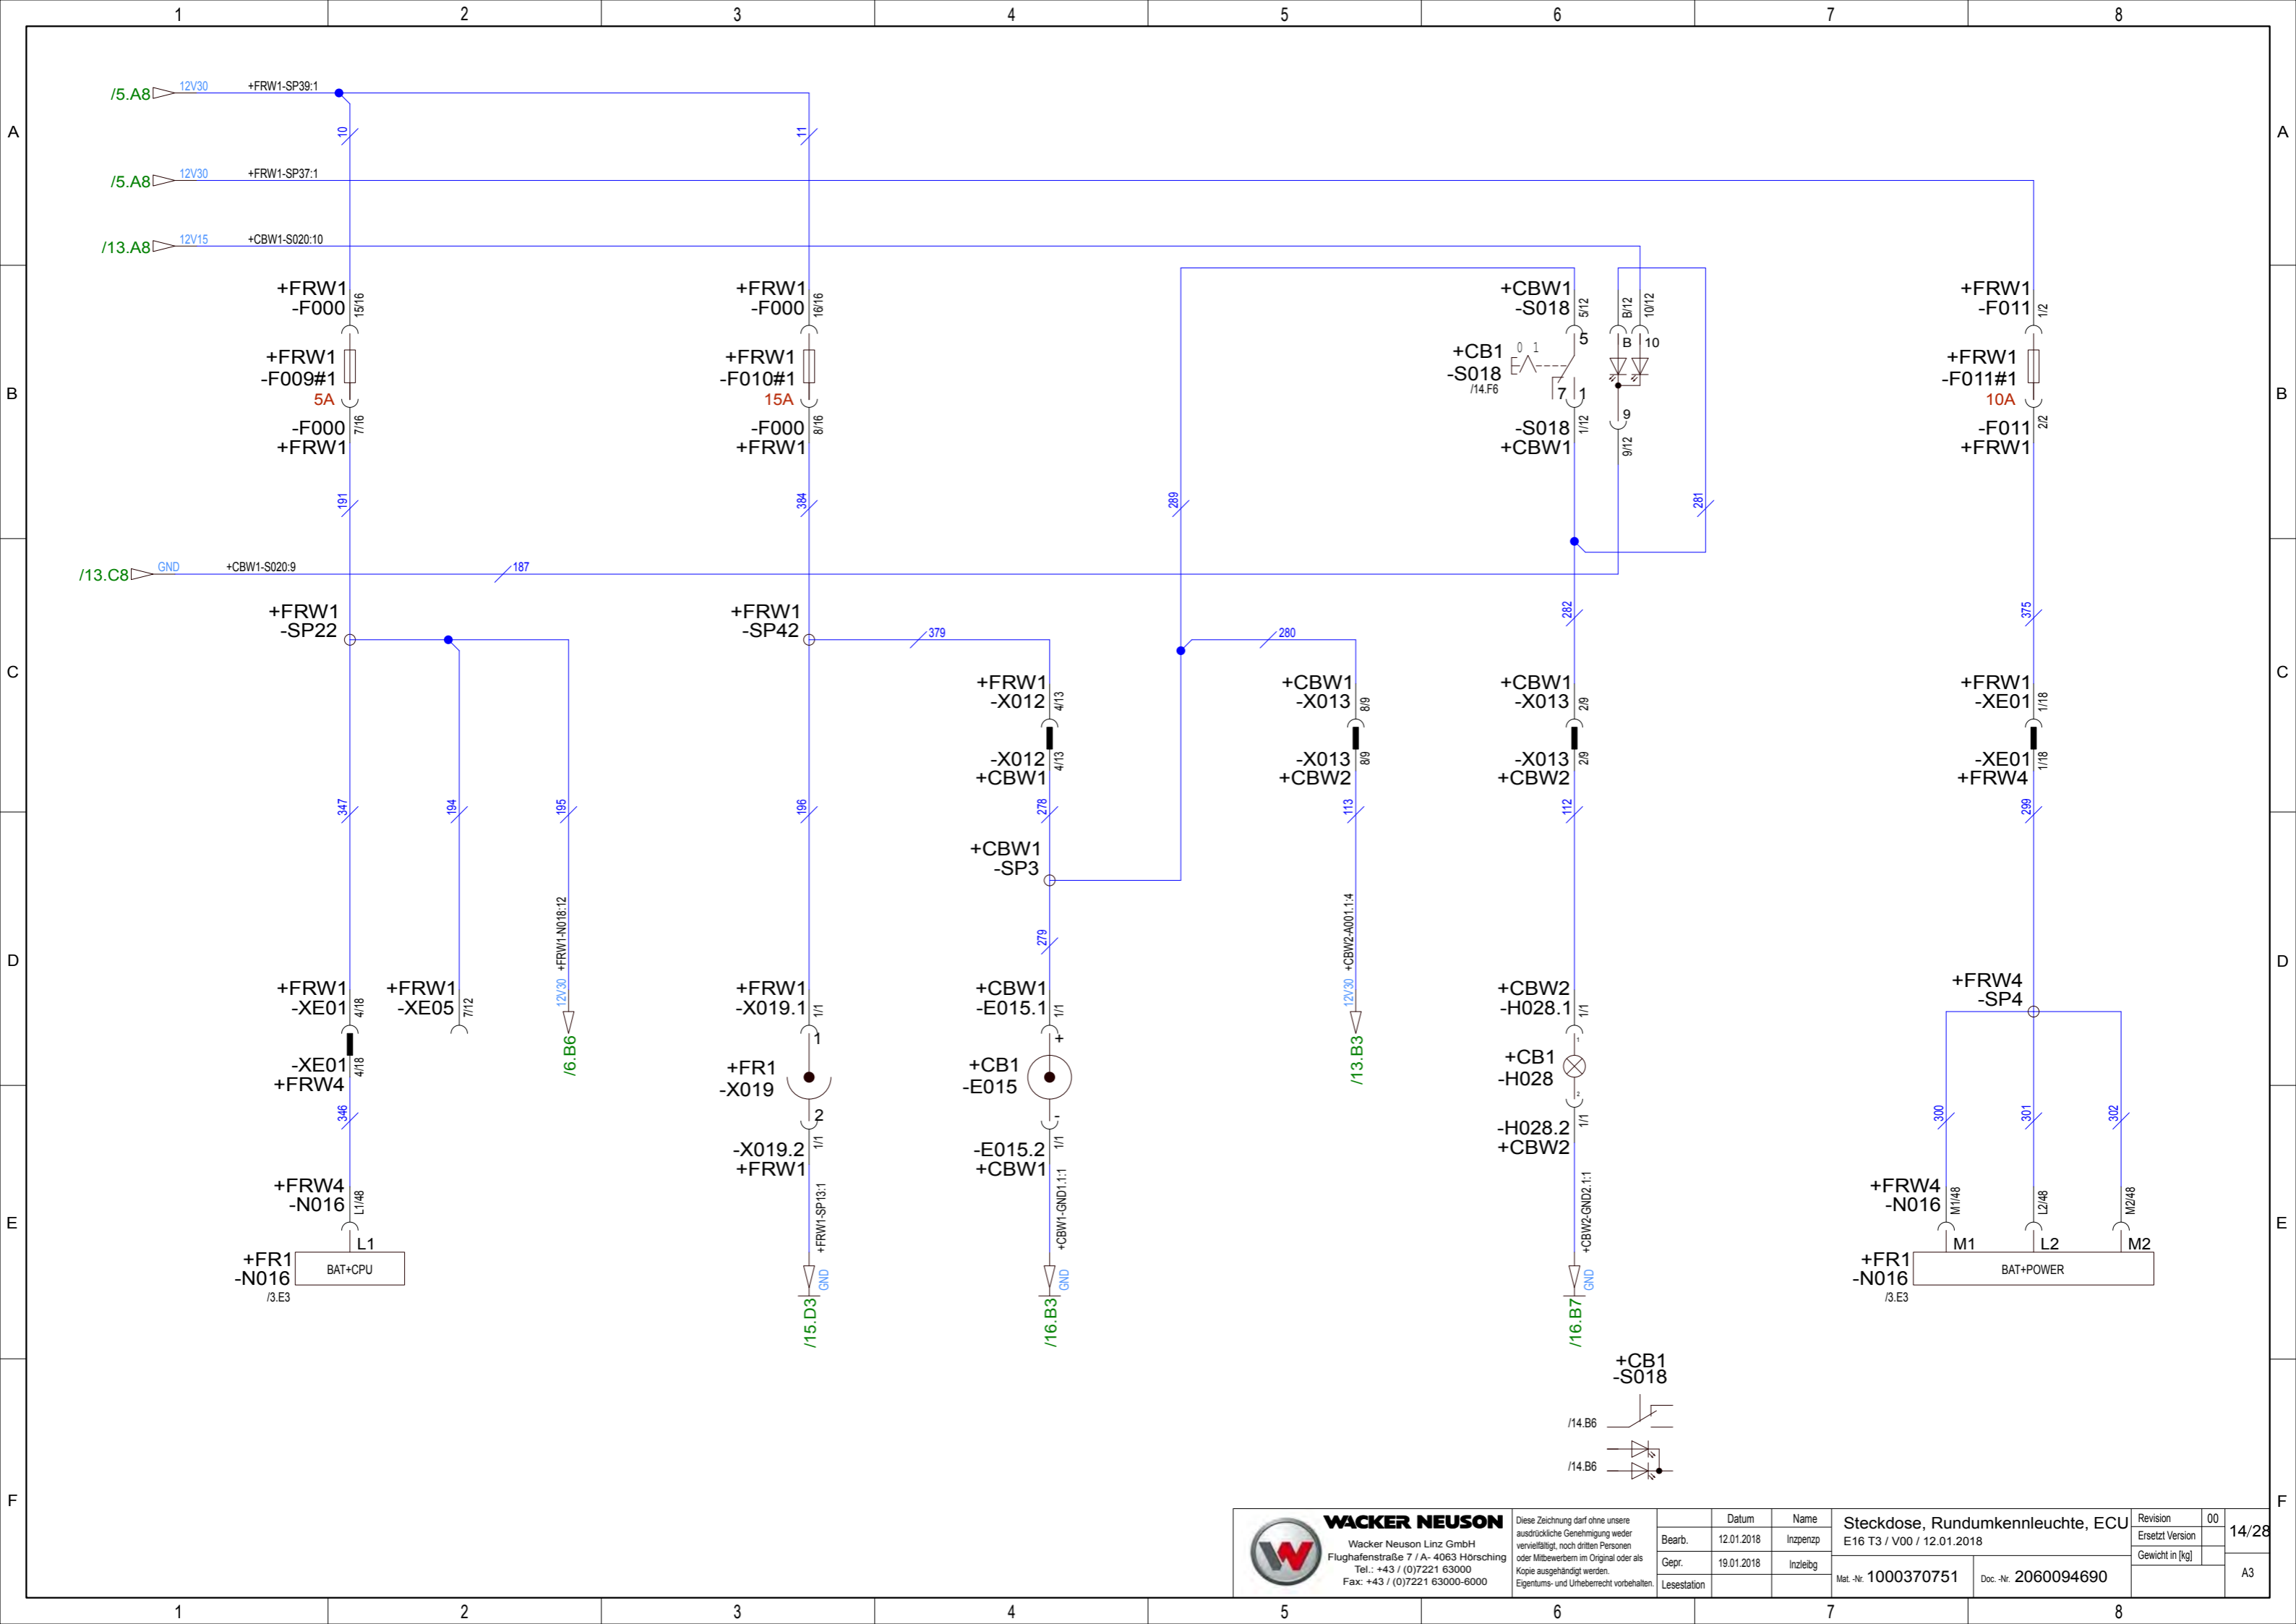 1 2 3 4 5 6 7 8
A A
B B
C C
D D
E E
F F
/5.A8 12V30 +FRW1-SP39:1
10
11
/5.A8 12V30 +FRW1-SP37:1
/13.A8 12V15 +CBW1-S020:10
+FRW1
-F000 15/16
+FRW1
-F009#1
5A
-F000 7/16
+FRW1
191
+FRW1
-F000 16/16
+FRW1
-F010#1
15A
-F000 8/16
+FRW1
384
289
+CBW1
-S018 5/12
B/12
10/12
5
B 10
+CB1 0 1
-S018
/14.F6
7 1
9
-S018 1/12
+CBW1
9/12
281
+FRW1
-F011 1/2
+FRW1
-F011#1
10A
-F011 2/2
+FRW1
/13.C8 GND +CBW1-S020:9
187
+FRW1
-SP22
+FRW1
-SP42
379
280
282
375
+FRW1
-X012 4/13
-X012 4/13
+CBW1
+CBW1
-X013 8/9
-X013 8/9
+CBW2
+CBW1
-X013 2/9
-X013 2/9
+CBW2
+FRW1
-XE01 1/18
-XE01 1/18
+FRW4
347
194
195
196
278
113
112
299
+CBW1
-SP3
279
12V30 +FRW1-N018:12
/6.B6
12V30 +CBW2-A001.1:4
/13.B3
+FRW1
-XE01 4/18
-XE01 4/18
+FRW4
346
+FRW1
-XE05 7/12
+FRW1
-X019.1 1/1
1
+FR1
-X019
2
-X019.2 1/1
+FRW1
+FRW1-SP13:1
GND
/15.D3
+CBW1
-E015.1 1/1
+
+CB1
-E015
-
-E015.2 1/1
+CBW1
+CBW1-GND1.1:1
GND
/16.B3
+CBW2
-H028.1 1/1
1
+CB1
-H028
2
-H028.2 1/1
+CBW2
+CBW2-GND2.1:1
GND
/16.B7
+FRW4
-SP4
300
301
302
+FRW4
-N016 L1/48
L1
+FR1
-N016
/3.E3
BAT+CPU
+FRW4
-N016 M1/48
L2/48
M2/48
M1 L2 M2
+FR1
-N016
/3.E3
BAT+POWER
+CB1
-S018
/14.B6
/14.B6
WACKER NEUSON
Wacker Neuson Linz GmbH
Flughafenstraße 7 / A- 4063 Hörsching
Tel.: +43 / (0)7221 63000
Fax: +43 / (0)7221 63000-6000
Diese Zeichnung darf ohne unsere
ausdrückliche Genehmigung weder
vervielfältigt, noch dritten Personen
oder Mitbewerbern im Original oder als
Kopie ausgehändigt werden.
Eigentums- und Urheberrecht vorbehalten.
Datum Name
Bearb. 12.01.2018 lnzpenzp
Gepr. 19.01.2018 lnzleibg
Lesestation
Steckdose, Rundumkennleuchte, ECU
E16 T3 / V00 / 12.01.2018
Mat. -Nr. 1000370751 Doc. -Nr. 2060094690
Revision 00
Ersetzt Version
Gewicht in [kg]
14/28
A3
1 2 3 4 5 6 7 8